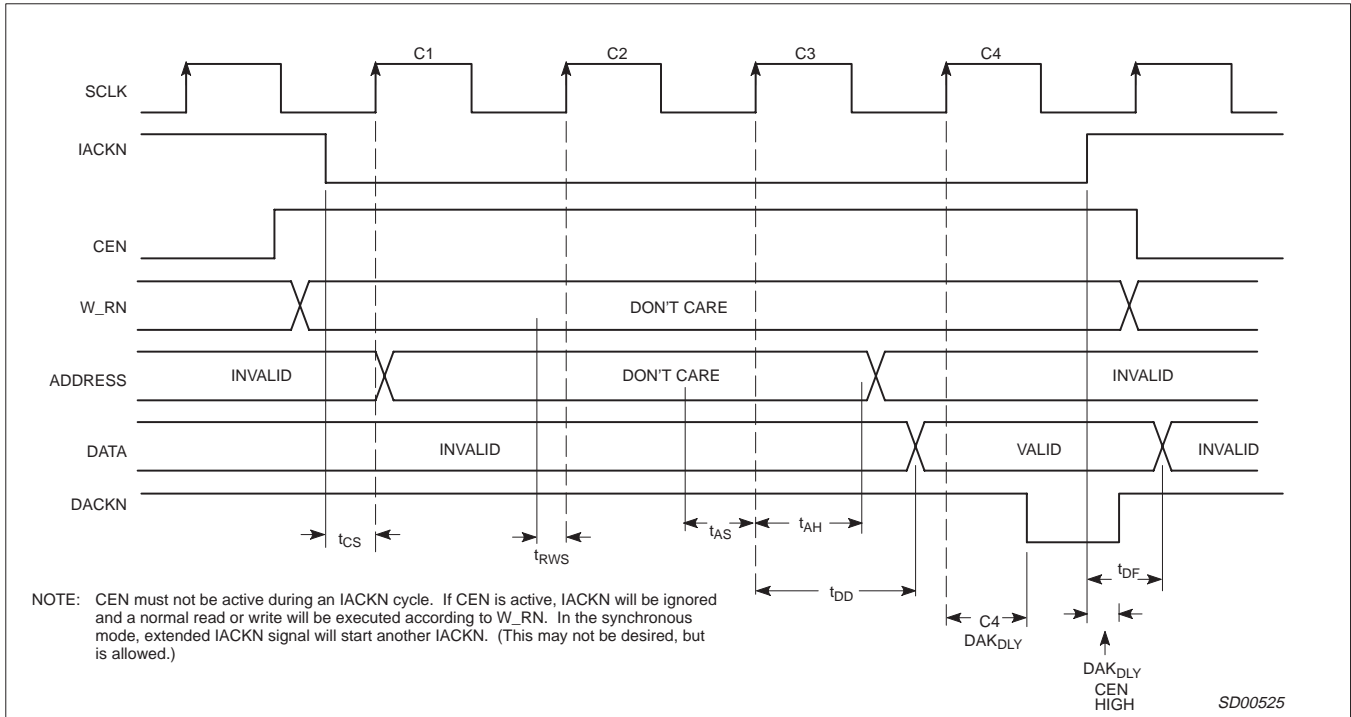 C1 C2 C3 C4
SCLK
IACKN
CEN
W_RN DON'T CARE
ADDRESS INVALID DON'T CARE INVALID
DATA INVALID VALID INVALID
DACKN
tCS tRWS tAS tAH
tDD tDF
C4
DAKDLY
DAKDLY
CEN
HIGH
NOTE: CEN must not be active during an IACKN cycle. If CEN is active, IACKN will be ignored
and a normal read or write will be executed according to W_RN. In the synchronous
mode, extended IACKN signal will start another IACKN. (This may not be desired, but
is allowed.)
SD00525